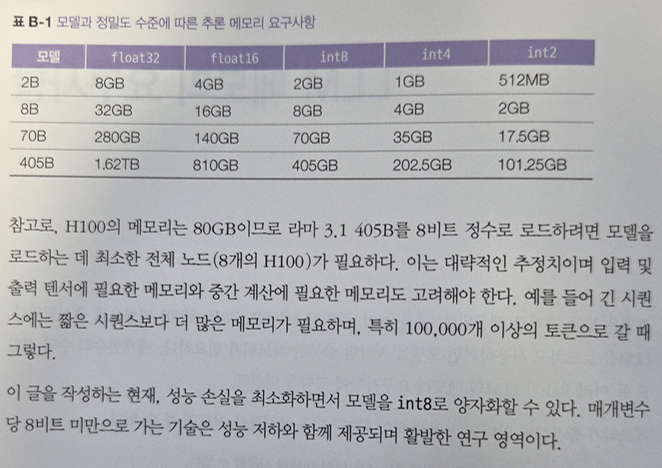 표 B-1 모델과 정밀도 수준에 따른 추론 메모리 요구사항
모델 float32 float16 int8 int4 int2
2B 8GB 4GB 2GB 1GB 512MB
8B 32GB 16GB 8GB 4GB 2GB
70B 280GB 140GB 70GB 35GB 17.5GB
405B 1.62TB 810GB 405GB 202.5GB 101.25GB
참고로, H100의 메모리는 80GB이므로 라마 3.1 405B를 8비트 정수로 로드하려면 모델을
로드하는 데 최소한 전체 노드(8개의 H100)가 필요하다. 이는 대략적인 추정치이며 입력 및
출력 텐서에 필요한 메모리와 중간 계산에 필요한 메모리도 고려해야 한다. 예를 들어 긴 시퀀
스에는 짧은 시퀀스보다 더 많은 메모리가 필요하며, 특히 100,000개 이상의 토큰으로 갈 때
그렇다.
이 글을 작성하는 현재, 성능 손실을 최소화하면서 모델을 int8로 양자화할 수 있다. 매개변수
당 8비트 미만으로 가는 기술은 성능 저하와 함께 제공되며 활발한 연구 영역이다.